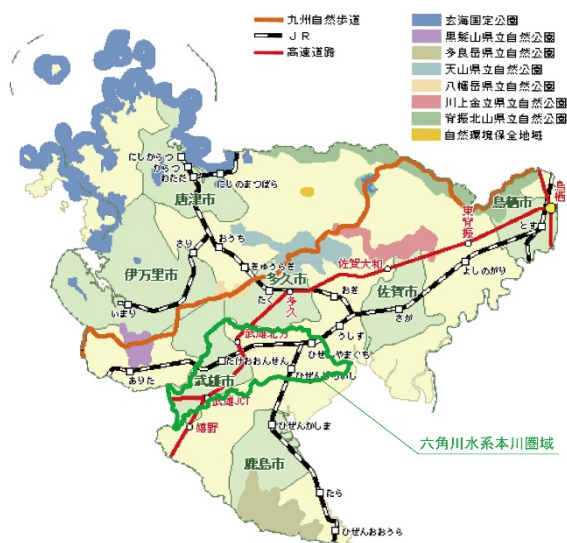 九州自然歩道
JR
高速道路
玄海国定公園
黒髪山県立自然公園
多良岳県立自然公園
天山県立自然公園
八幡岳県立自然公園
川上金立県立自然公園
脊振北山県立自然公園
自然環境保全地域
にしからつ
からつ
わただ
にじのまつばら
唐津市
鳥栖市
鳥栖
東脊振
とす
さり
おうち
きゅうらぎ
伊万里市
多久市
佐賀大和
よしのがり
佐賀市
いまり
たく
多久
おぎ
さが
うしず
武雄北方
ひぜんやまぐち
たけおおんせん
ありた
武雄市
武雄JCT
嬉野
六角川水系本川圏域
ひぜんかしま
鹿島市
たら
ひぜんおおうら